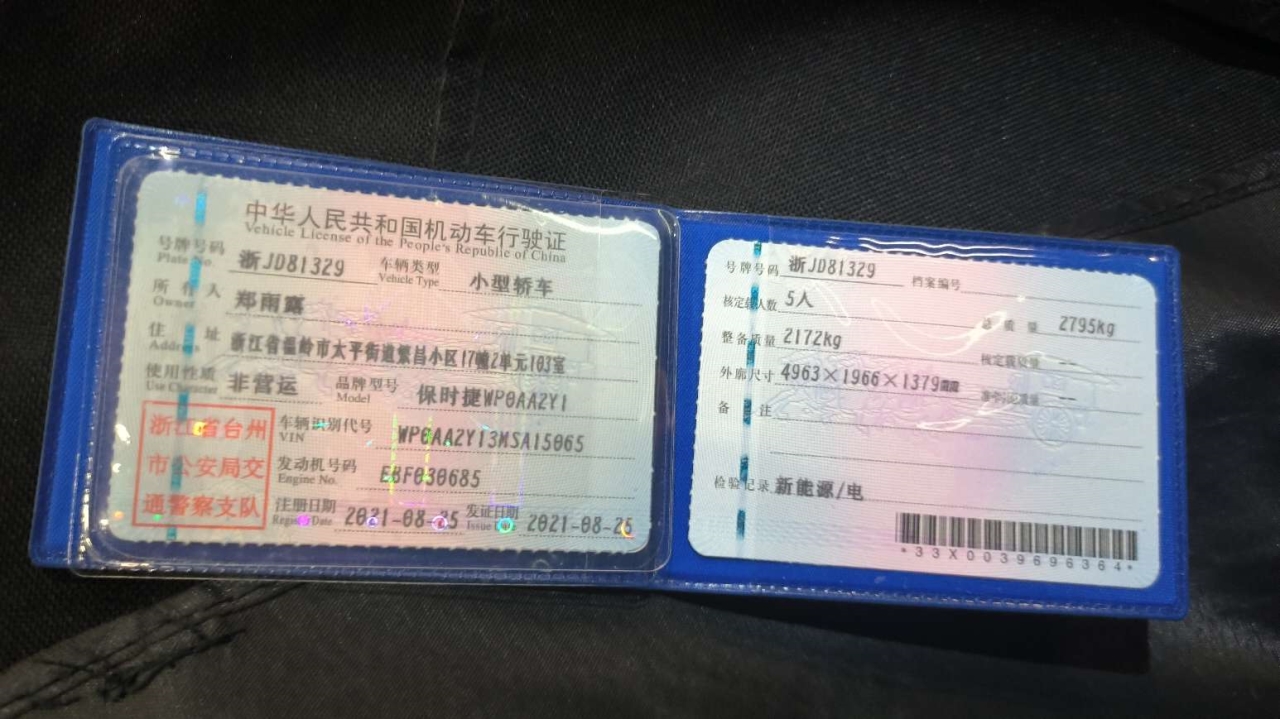 中华人民共和国机动车行驶证
Vehicle License of the People's Republic of China
号牌号码 浙JD81329 车辆类型 小型轿车
Plate No. Vehicle Type
所有人 郑雨露
Owner
住址 浙江省温岭市太平街道繁昌小区17幢2单元103室
Address
使用性质 非营运 品牌型号 保时捷WP0AA2Y1
Use Character Model
浙江省台州
市公安局交
通警察支队
车辆识别代号 WP0AA2Y13MSA15065
VIN
发动机号码 EBF030685
Engine No.
注册日期 2021-08-25 发证日期 2021-08-25
Register Date Issue Date
号牌号码 浙JD81329 档案编号
核定载人数 5人 总质量 2795kg
整备质量 2172kg 核定载质量 --
外廓尺寸 4963×1966×1379mm 准牵引总质量 --
备注
检验记录 新能源/电
*33X0039696364*